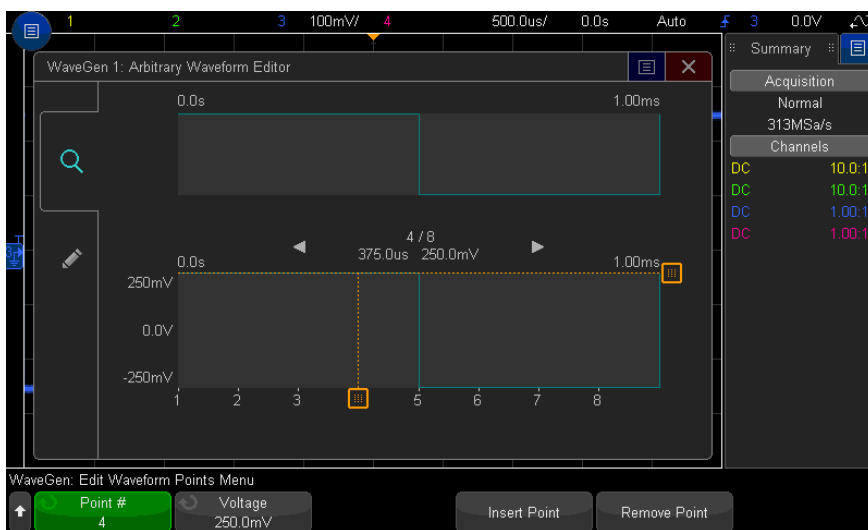 1 2 3 100mV/ 4 500.0us/ 0.0s Auto 3 0.0V
Summary
WaveGen 1: Arbitrary Waveform Editor
Acquisition
Normal
313MSa/s
Channels
DC 10.0:1
DC 10.0:1
DC 1.00:1
DC 1.00:1
0.0s 1.00ms
4 / 8
375.0us 250.0mV
0.0s 1.00ms
250mV
0.0V
-250mV
1 2 3 5 6 7 8
WaveGen: Edit Waveform Points Menu
Point # Voltage Insert Point Remove Point
4 250.0mV